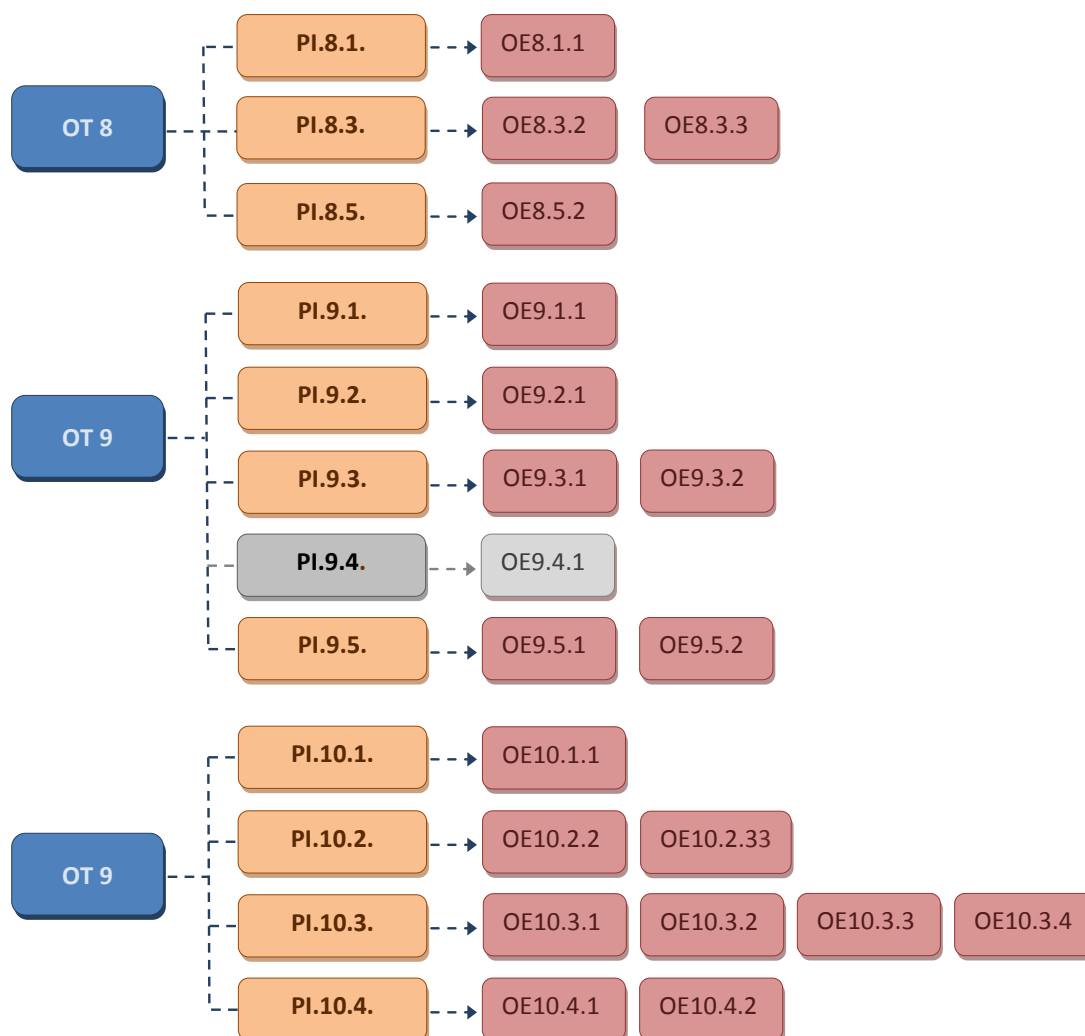 PI.8.1. OE8.1.1
OT 8 PI.8.3. OE8.3.2 OE8.3.3
PI.8.5. OE8.5.2
PI.9.1. OE9.1.1
PI.9.2. OE9.2.1
OT 9
PI.9.3. OE9.3.1 OE9.3.2
PI.9.4. OE9.4.1
PI.9.5. OE9.5.1 OE9.5.2
PI.10.1. OE10.1.1
PI.10.2. OE10.2.2 OE10.2.33
OT 9
PI.10.3. OE10.3.1 OE10.3.2 OE10.3.3 OE10.3.4
PI.10.4. OE10.4.1 OE10.4.2